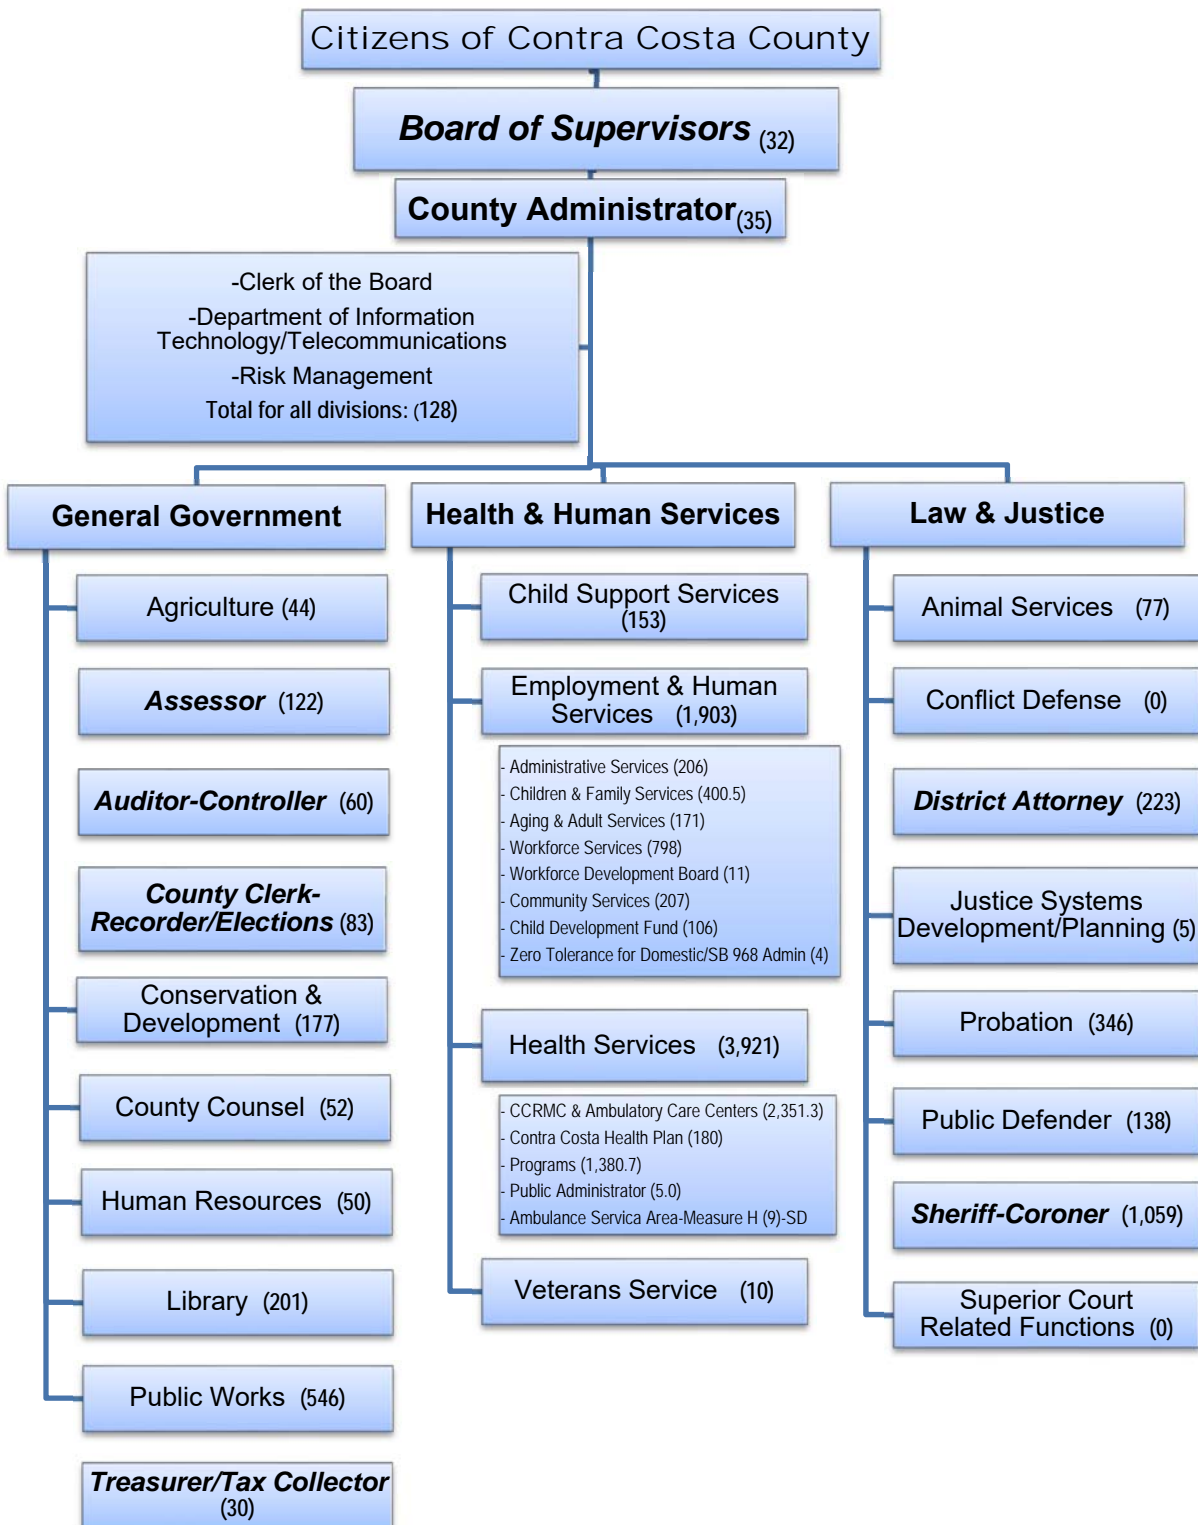 Citizens of Contra Costa County
Board of Supervisors (32)
County Administrator(35)
-Clerk of the Board
-Department of Information
Technology/Telecommunications
-Risk Management
Total for all divisions: (128)
General Government
Agriculture (44)
Assessor (122)
Auditor-Controller (60)
County Clerk-
Recorder/Elections (83)
Conservation &
Development (177)
County Counsel (52)
Human Resources (50)
Library (201)
Public Works (546)
Treasurer/Tax Collector
(30)
Health & Human Services
Child Support Services
(153)
Employment & Human
Services (1,903)
- Administrative Services (206)
- Children & Family Services (400.5)
- Aging & Adult Services (171)
- Workforce Services (798)
- Workforce Development Board (11)
- Community Services (207)
- Child Development Fund (106)
- Zero Tolerance for Domestic/SB 968 Admin (4)
Health Services (3,921)
- CCRMC & Ambulatory Care Centers (2,351.3)
- Contra Costa Health Plan (180)
- Programs (1,380.7)
- Public Administrator (5.0)
- Ambulance Servica Area-Measure H (9)-SD
Veterans Service (10)
Law & Justice
Animal Services (77)
Conflict Defense (0)
District Attorney (223)
Justice Systems
Development/Planning (5)
Probation (346)
Public Defender (138)
Sheriff-Coroner (1,059)
Superior Court
Related Functions (0)